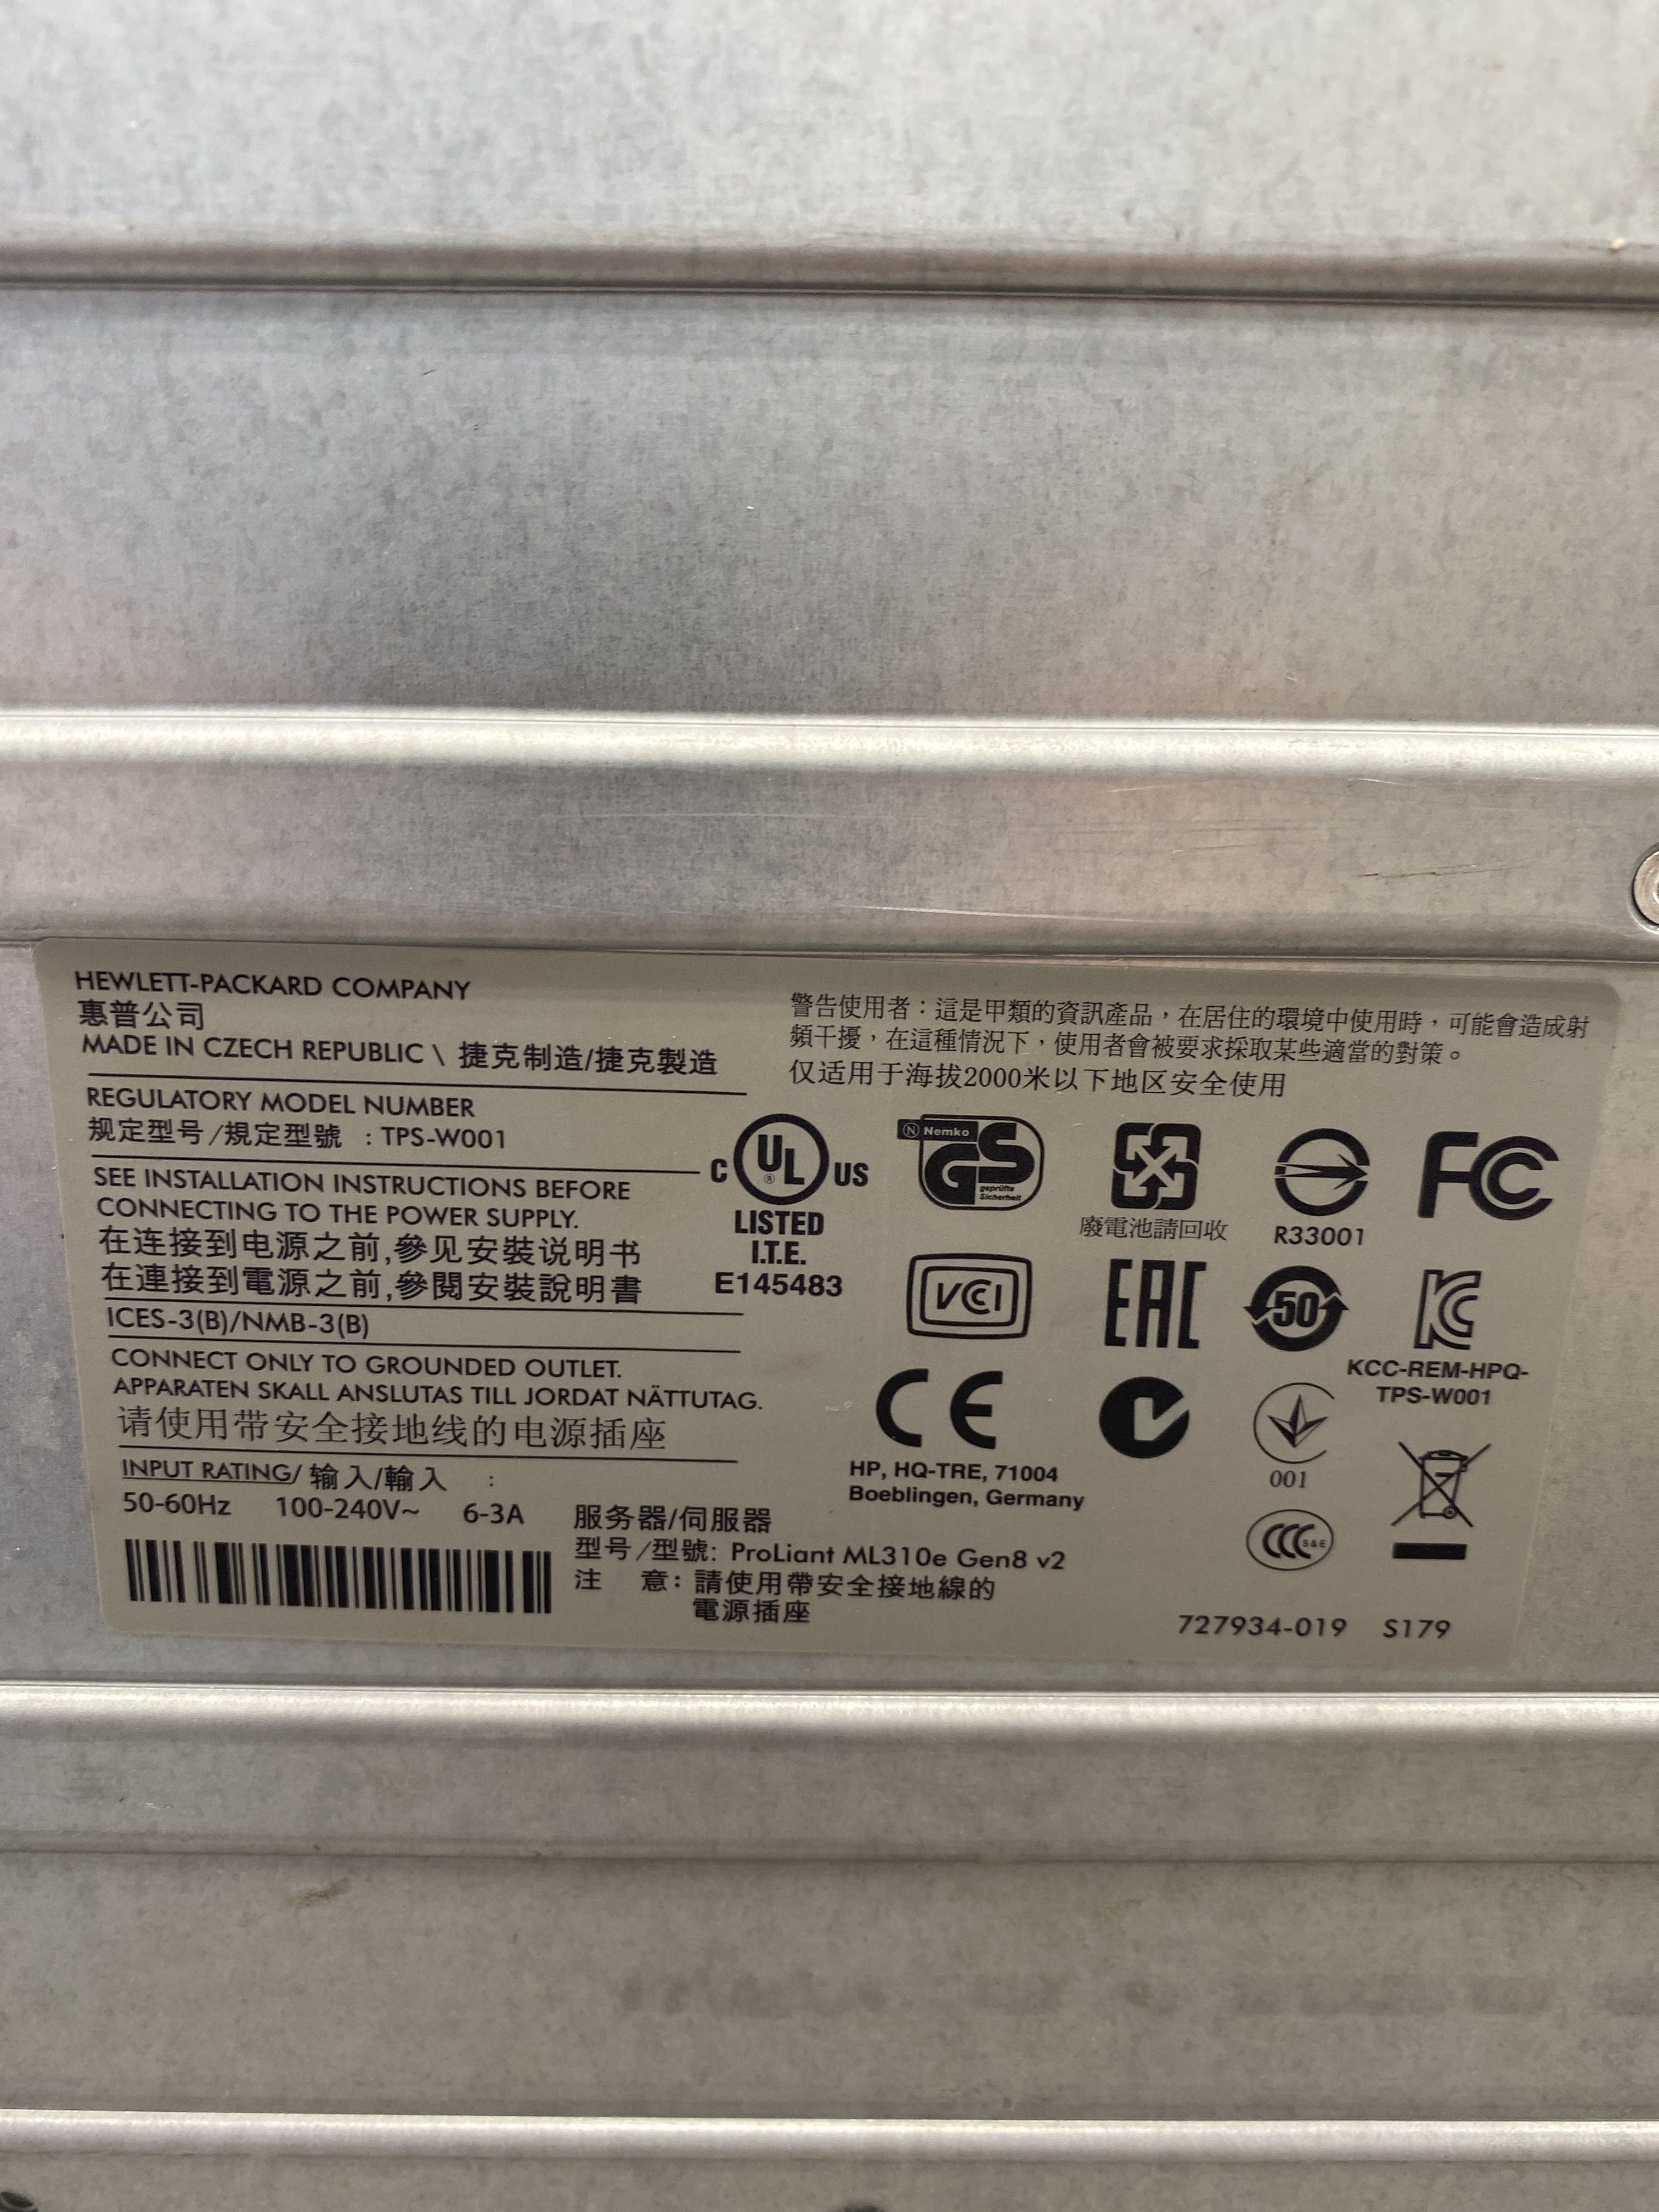 HEWLETT-PACKARD COMPANY
惠普公司
MADE IN CZECH REPUBLIC \ 捷克制造/捷克製造
REGULATORY MODEL NUMBER
规定型号/規定型號 : TPS-W001
SEE INSTALLATION INSTRUCTIONS BEFORE
CONNECTING TO THE POWER SUPPLY.
在连接到电源之前,參见安装说明书
在連接到電源之前,參閱安裝說明書
ICES-3(B)/NMB-3(B)
CONNECT ONLY TO GROUNDED OUTLET.
APPARATEN SKALL ANSLUTAS TILL JORDAT NÄTTUTAG.
请使用带安全接地线的电源插座
INPUT RATING/ 输入/輸入 :
50-60Hz 100-240V~ 6-3A
警告使用者：這是甲類的資訊產品，在居住的環境中使用時，可能會造成射
頻干擾，在這種情況下，使用者會被要求採取某些適當的對策。
仅适用于海拔2000米以下地区安全使用
C UL ® US
LISTED
I.T.E.
E145483
N Nemko
GS
geprüfte
Sicherheit
廢電池請回收
R33001
FC
VCI
EAC
50
KC
KCC-REM-HPQ-
TPS-W001
CE
HP, HQ-TRE, 71004
Boeblingen, Germany
001
CCC S&E
服务器/伺服器
型号/型號: ProLiant ML310e Gen8 v2
注 意: 請使用帶安全接地線的
電源插座
727934-019 S179